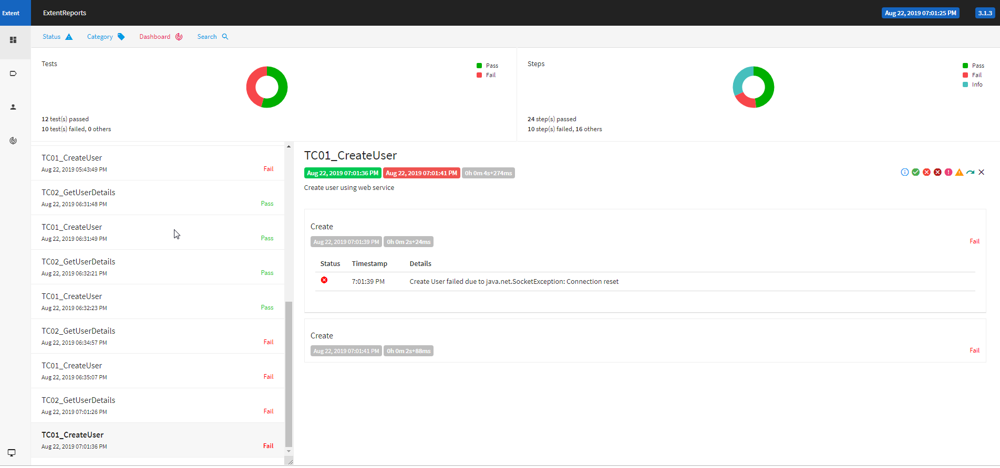 Extent
ExtentReports
Aug 22, 2019 07:01:25 PM
3.1.3
Status
Category
Dashboard
Search
Tests
Pass
Fail
12 test(s) passed
10 test(s) failed, 0 others
Steps
Pass
Fail
Info
24 step(s) passed
10 step(s) failed, 16 others
TC01_CreateUser
Aug 22, 2019 05:43:49 PM
Fail
TC02_GetUserDetails
Aug 22, 2019 06:31:48 PM
Pass
TC01_CreateUser
Aug 22, 2019 06:31:49 PM
Pass
TC02_GetUserDetails
Aug 22, 2019 06:32:21 PM
Pass
TC01_CreateUser
Aug 22, 2019 06:32:23 PM
Pass
TC02_GetUserDetails
Aug 22, 2019 06:34:57 PM
Fail
TC01_CreateUser
Aug 22, 2019 06:35:07 PM
Fail
TC02_GetUserDetails
Aug 22, 2019 07:01:26 PM
Fail
TC01_CreateUser
Aug 22, 2019 07:01:36 PM
Fail
TC01_CreateUser
Aug 22, 2019 07:01:36 PM Aug 22, 2019 07:01:41 PM 0h 0m 4s+274ms
Create user using web service
Create
Aug 22, 2019 07:01:39 PM 0h 0m 2s+24ms
Fail
Status Timestamp Details
7:01:39 PM Create User failed due to java.net.SocketException: Connection reset
Create
Aug 22, 2019 07:01:41 PM 0h 0m 2s+88ms
Fail